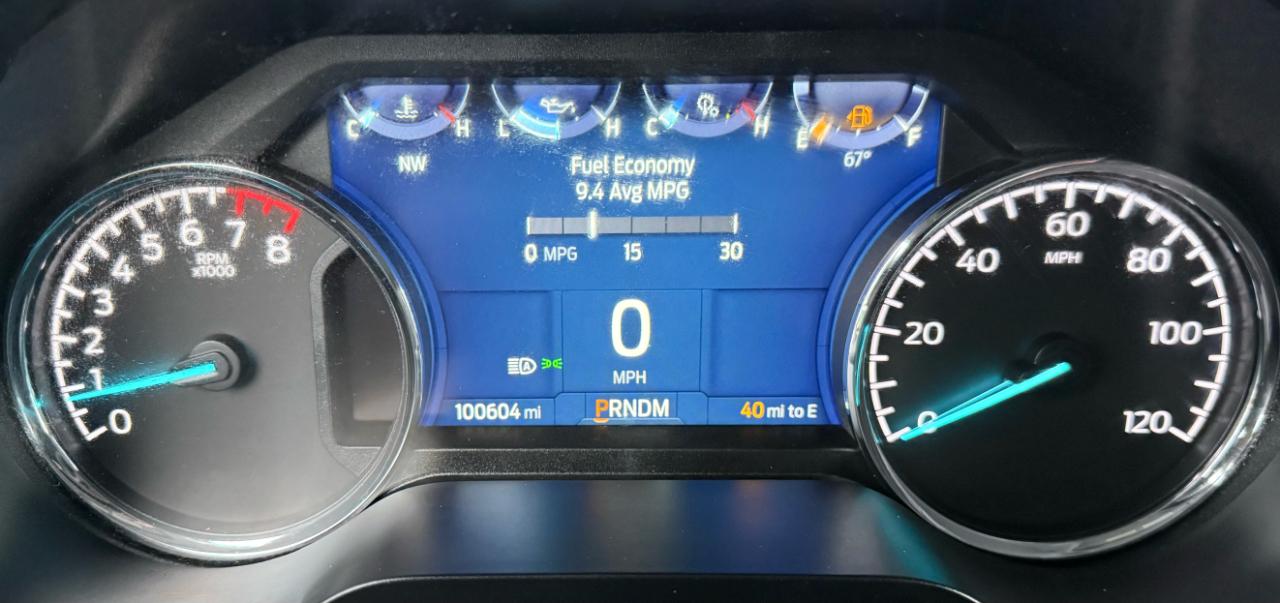 C H
L H
C H
E F
NW
67°
Fuel Economy
9.4 Avg MPG
0 MPG 15 30
0
MPH
A
100604 mi
PRNDM
40 mi to E
0 1 2 3 4 5 6 7 8
RPM
x1000
0 20 40 60 80 100 120
MPH